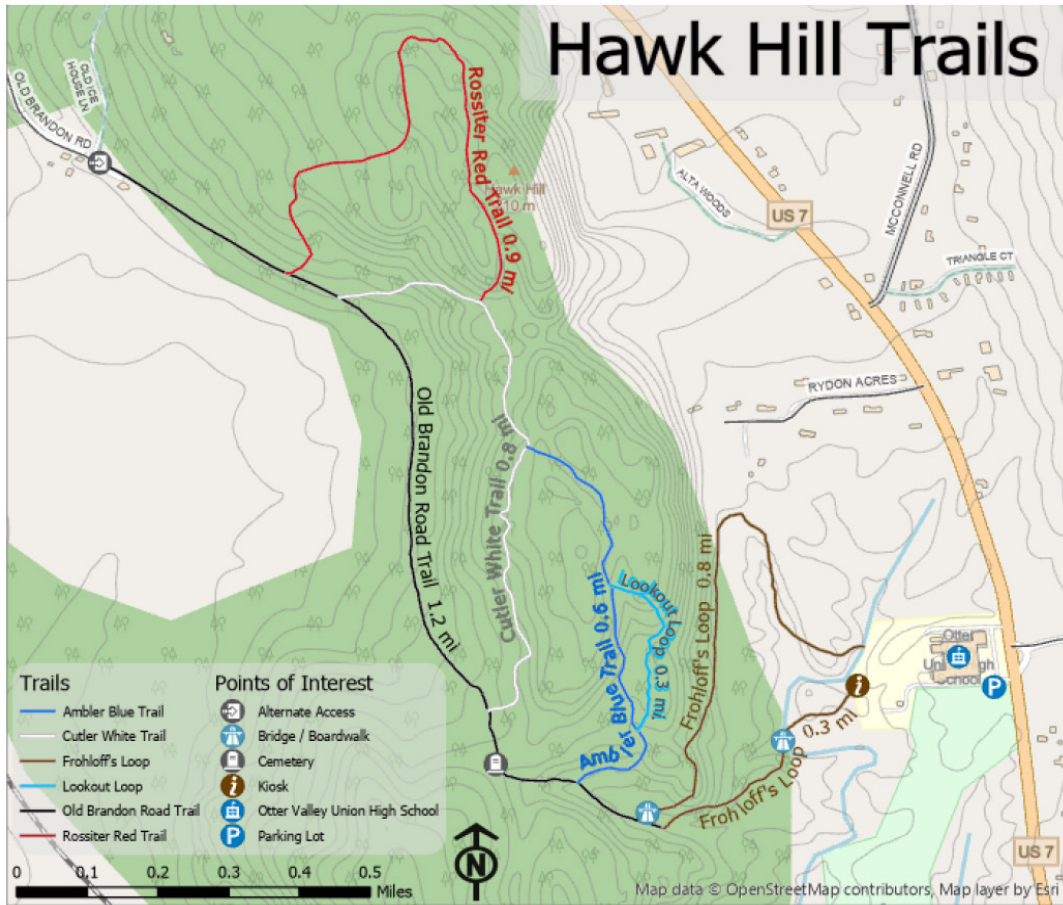 Hawk Hill Trails
OLD ICE
HOUSE LN
OLD BRANDON RD
Rossiter Red Trail 0.9 mi
Hawk Hill
210 m
ALTA WOODS
US 7
MCCONNELL RD
TRIANGLE CT
RYDON ACRES
Old Brandon Road Trail 1.2 mi
Cutler White Trail 0.8 mi
Ambler Blue Trail 0.6 mi
Lookout Loop 0.3 mi
Frohloff's Loop 0.8 mi
Frohloff's Loop 0.3 mi
i
Otter
School
P
US 7
Trails
Ambler Blue Trail
Cutler White Trail
Frohloff's Loop
Lookout Loop
Old Brandon Road Trail
Rossiter Red Trail
Points of Interest
Alternate Access
Bridge / Boardwalk
Cemetery
i Kiosk
Otter Valley Union High School
P Parking Lot
N
0 0.1 0.2 0.3 0.4 0.5
Miles
Map data © OpenStreetMap contributors, Map layer by Esri